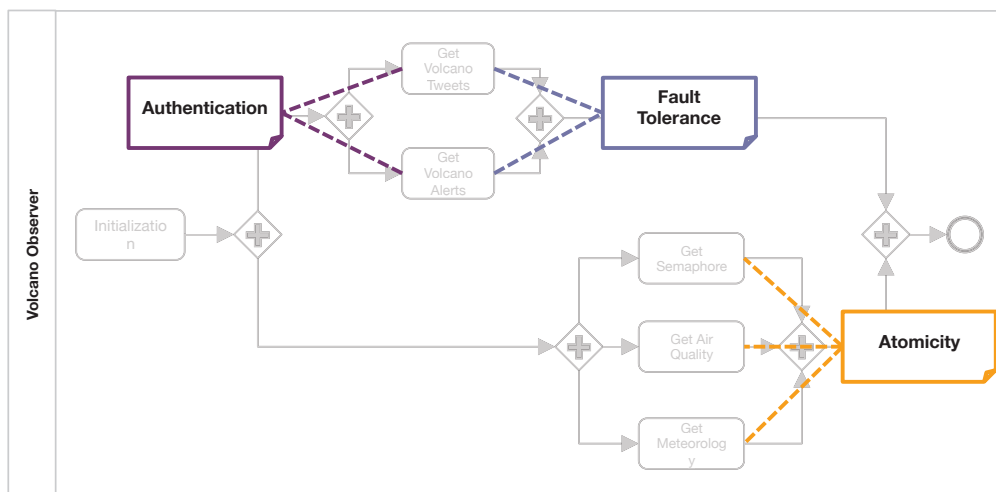 Volcano Observer
Get
Volcano
Tweets
Authentication
Fault
Tolerance
Get
Volcano
Alerts
Initializatio
n
Get
Semaphore
Get Air
Quality
Atomicity
Get
Meteorolog
y